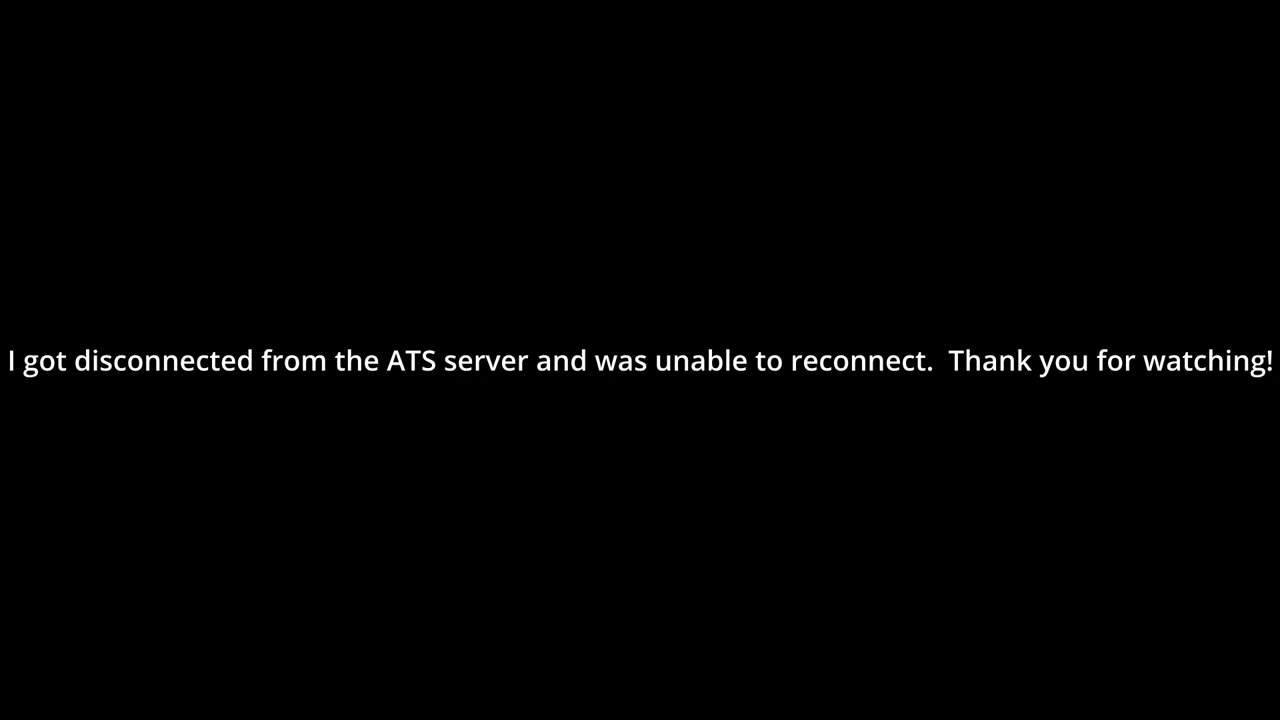 I got disconnected from the ATS server and was unable to reconnect.  Thank you for watching!